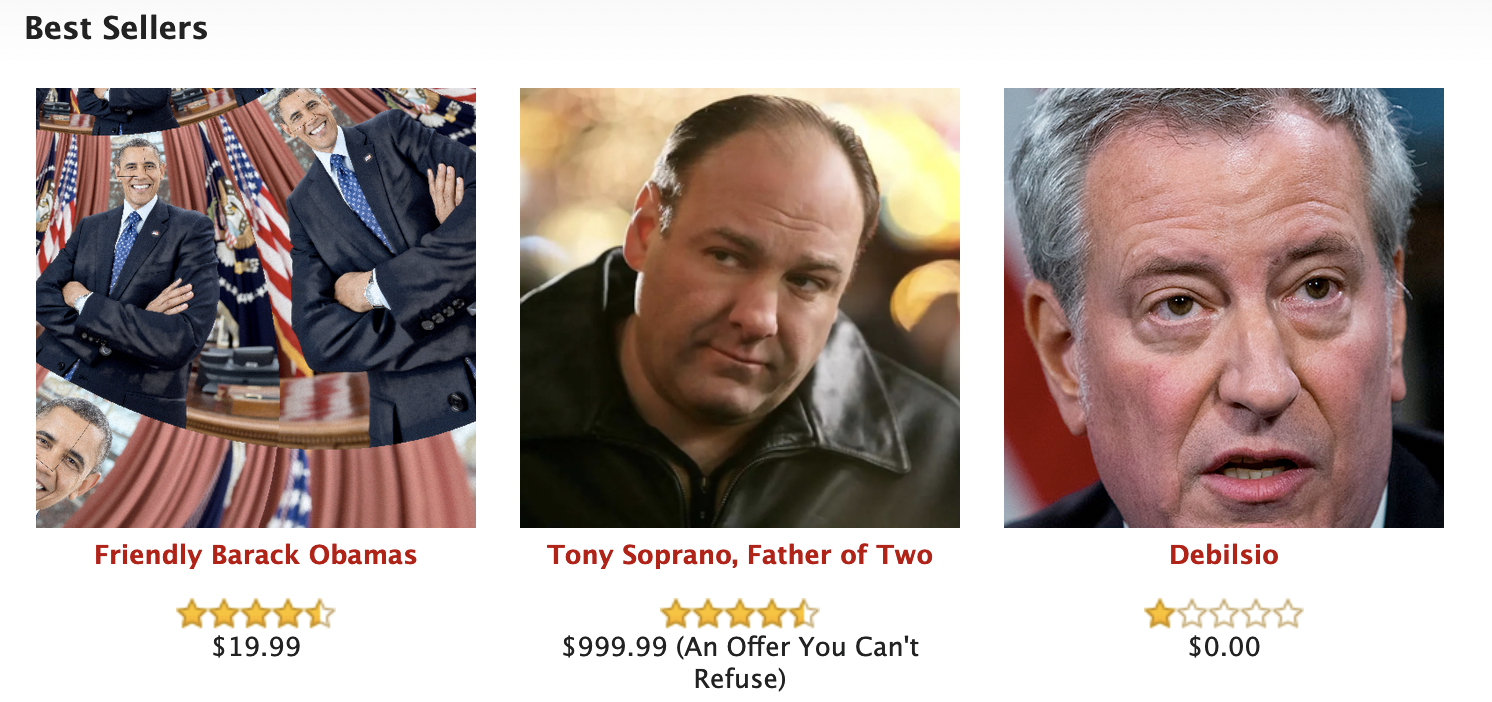 Best Sellers
Friendly Barack Obamas
Tony Soprano, Father of Two
Debilsio
$19.99
$999.99 (An Offer You Can't
Refuse)
$0.00